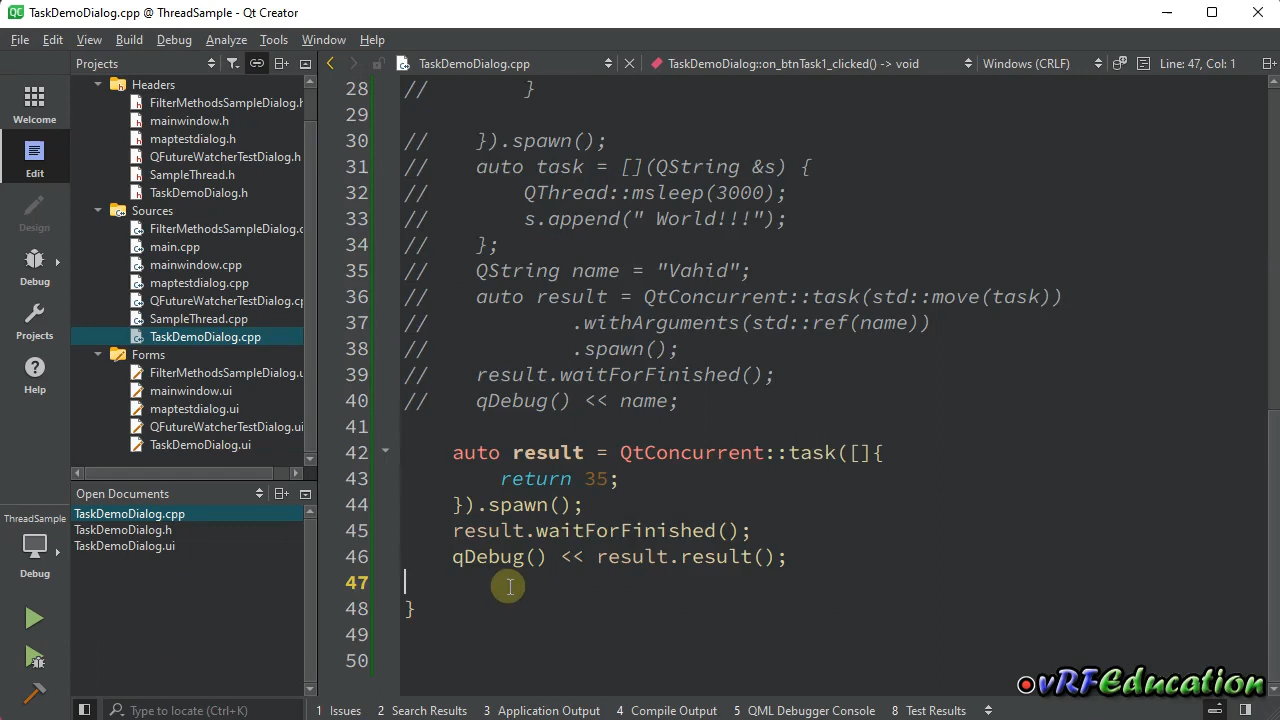 TaskDemoDialog.cpp @ ThreadSample - Qt Creator
File Edit View Build Debug Analyze Tools Window Help
Projects
TaskDemoDialog.cpp
TaskDemoDialog::on_btnTask1_clicked() -> void
Windows (CRLF)
Line: 47, Col: 1
Welcome
Edit
Design
Debug
Projects
Help
ThreadSample
Debug
Headers
FilterMethodsSampleDialog.h
mainwindow.h
maptestdialog.h
QFutureWatcherTestDialog.h
SampleThread.h
TaskDemoDialog.h
Sources
FilterMethodsSampleDialog.c
main.cpp
mainwindow.cpp
maptestdialog.cpp
QFutureWatcherTestDialog.cp
SampleThread.cpp
TaskDemoDialog.cpp
Forms
FilterMethodsSampleDialog.u
mainwindow.ui
maptestdialog.ui
QFutureWatcherTestDialog.ui
TaskDemoDialog.ui
Open Documents
TaskDemoDialog.cpp
TaskDemoDialog.h
TaskDemoDialog.ui
28 // }
29
30 // }).spawn();
31 // auto task = [](QString &s) {
32 // QThread::msleep(3000);
33 // s.append(" World!!!");
34 // };
35 // QString name = "Vahid";
36 // auto result = QtConcurrent::task(std::move(task))
37 // .withArguments(std::ref(name))
38 // .spawn();
39 // result.waitForFinished();
40 // qDebug() << name;
41
42 auto result = QtConcurrent::task([]{
43 return 35;
44 }).spawn();
45 result.waitForFinished();
46 qDebug() << result.result();
47
48 }
49
50
vRFEducation
Type to locate (Ctrl+K)
1 Issues 2 Search Results 3 Application Output 4 Compile Output 5 QML Debugger Console 8 Test Results